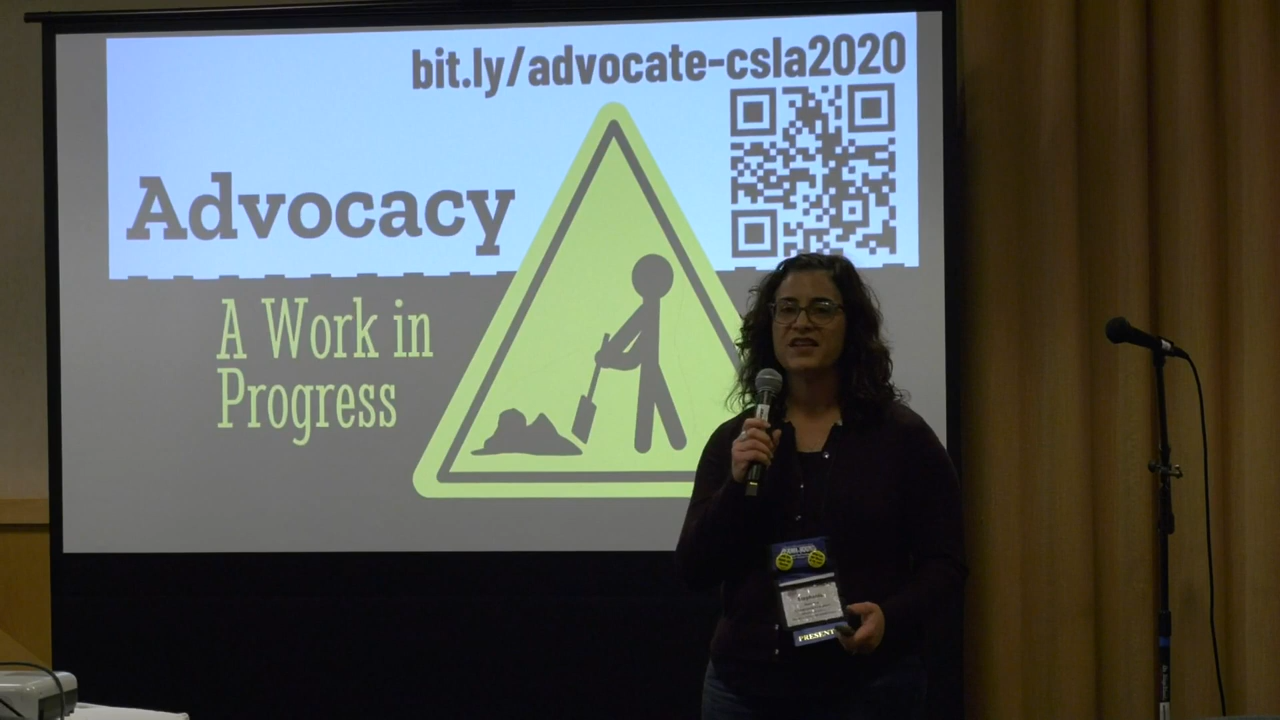 bit.ly/advocate-csla2020
Advocacy
A Work in
Progress
PRESENT